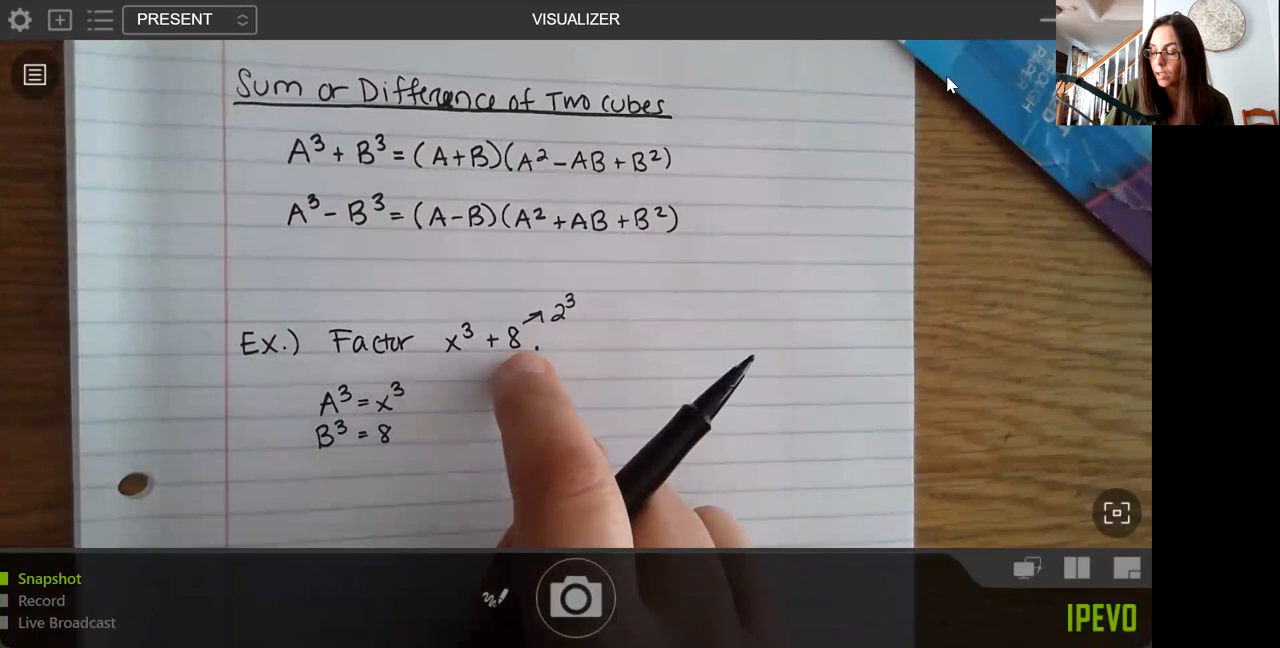 PRESENT
VISUALIZER
Sum or Difference of Two cubes
A³ + B³ = (A+B)(A² - AB + B²)
A³ - B³ = (A-B)(A² + AB + B²)
Ex.) Factor x³ + 8. → 2³
A³ = x³
B³ = 8
Snapshot
Record
Live Broadcast
IPEVO